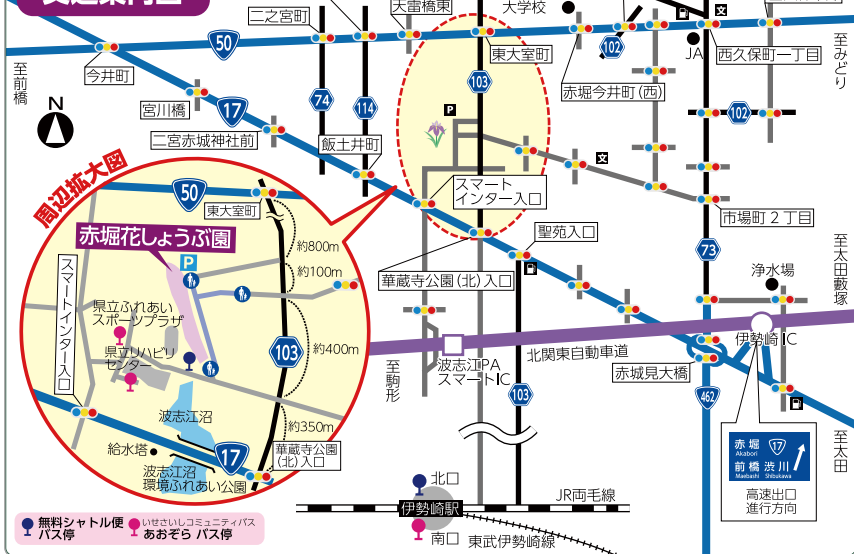 二之宮町
天雷橋東
大学校
50
今井町
東大室町
102
JA
西久保町一丁目
至みどり
至前橋
N
宮川橋
17
74
114
103
P
文
赤堀今井町(西)
102
二宮赤城神社前
飯土井町
文
スマート
インター入口
市場町2丁目
聖苑入口
華蔵寺公園(北)入口
73
至太田藪塚
浄水場
伊勢崎IC
北関東自動車道
波志江PA
スマートIC
至駒形
赤城見大橋
103
462
至太田
赤堀
Akabori
17
前橋
Maebashi
渋川
Shibukawa
高速出口
進行方向
周辺拡大図
50
東大室町
赤堀花しょうぶ園
P
約800m
約100m
スマートインター入口
県立ふれあい
スポーツプラザ
県立リハビリ
センター
103
約400m
波志江沼
約350m
給水塔
17
華蔵寺公園
(北)入口
波志江沼
環境ふれあい公園
北口
伊勢崎駅
南口
JR両毛線
東武伊勢崎線
無料シャトル便
バス停
いせさいしコミュニティバス
あおぞら バス停